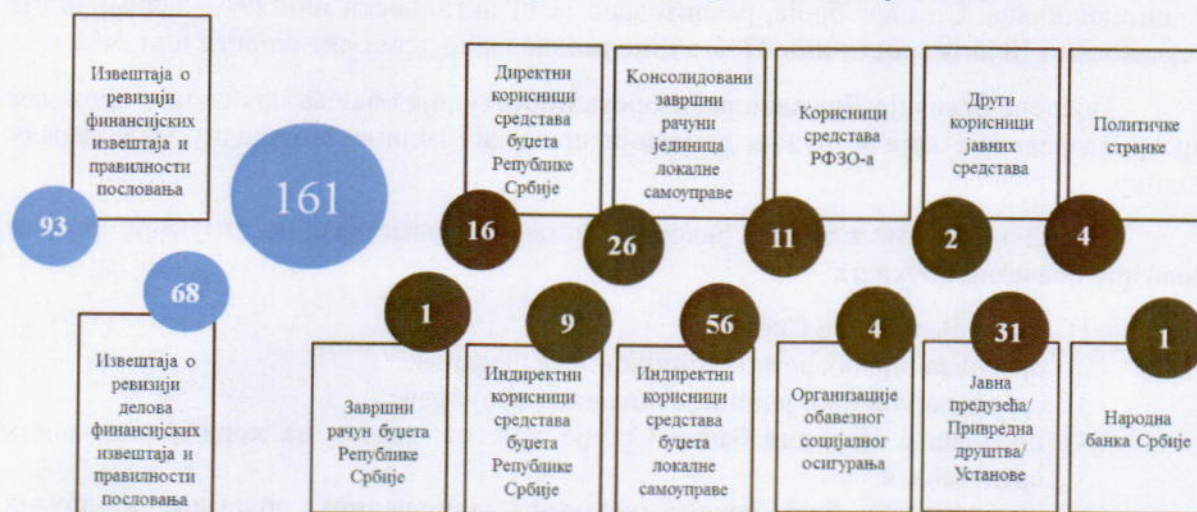 Извештаја о
ревизији
финансијских
извештаја и
правилности
пословања
93
161
68
Извештаја о
ревизији
делова
финансијских
извештаја и
правилности
пословања
Директни
корисници
средстава
буџета
Републике
Србије
16
Консолидовани
завршни
рачуни
јединица
локалне
самоуправе
26
Корисници
средстава
РФЗО-а
11
Други
корисници
јавних
средстава
2
Политичке
странке
4
1
Завршни
рачун буџета
Републике
Србије
9
Индиректни
корисници
средстава
буџета
Републике
Србије
56
Индиректни
корисници
средстава
буџета
локалне
самоуправе
4
Организације
обавезног
социјалног
осигурања
31
Јавна
предузећа/
Привредна
друштва/
Установе
1
Народна
банка Србије